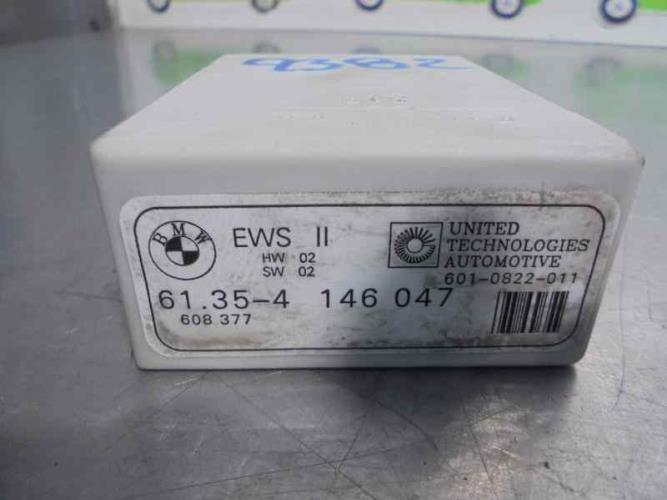 9382
BMW
EWS II
HW 02
SW 02
UNITED
TECHNOLOGIES
AUTOMOTIVE
601-0822-011
61.35-4 146 047
608 377